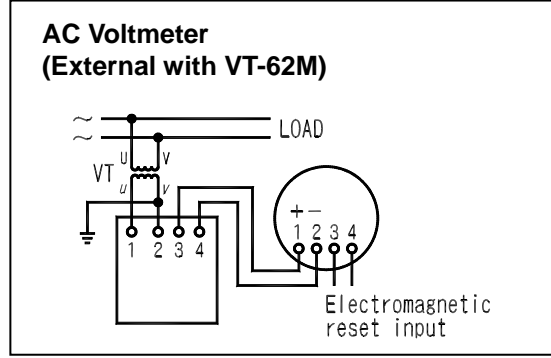 AC Voltmeter
(External with VT-62M)
~
~
LOAD
U V
VT
u v
+ −
1 2 3 4
1 2 3 4
Electromagnetic
reset input